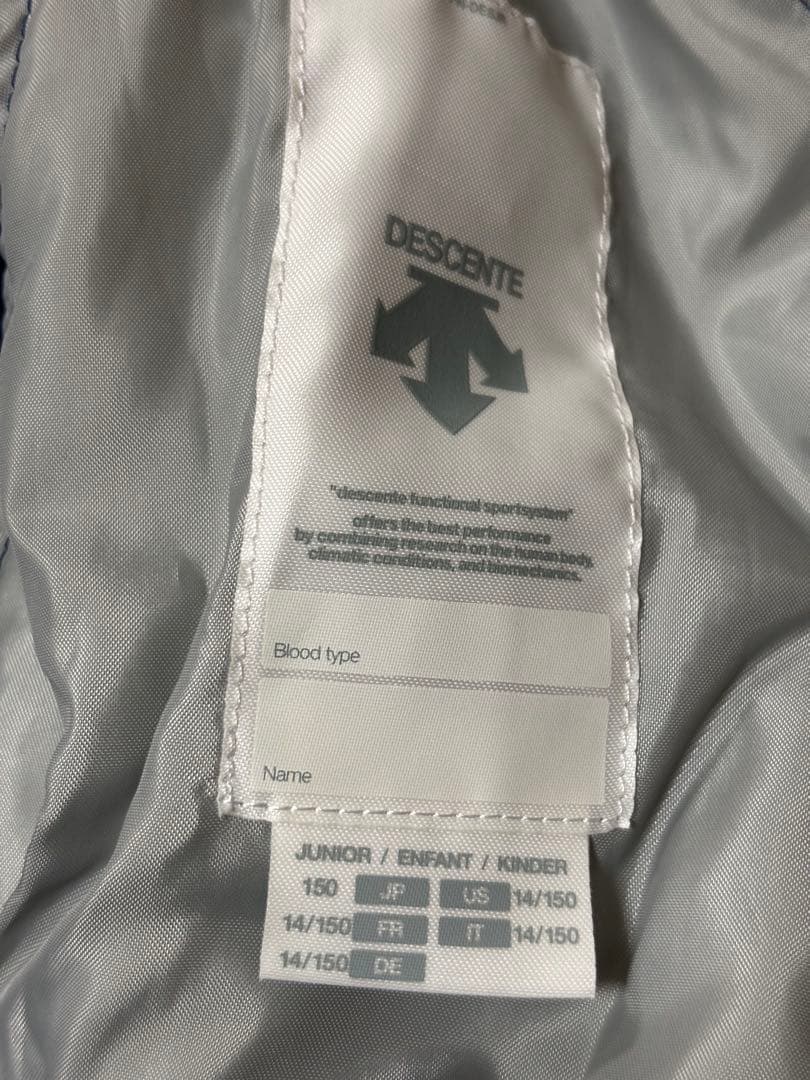 DESCENTE
"descente functional sportsystem"
offers the best performance
by combining research on the human body,
climatic conditions, and biomechanics.
Blood type
Name
JUNIOR / ENFANT / KINDER
150 JP US 14/150
14/150 FR IT 14/150
14/150 DE